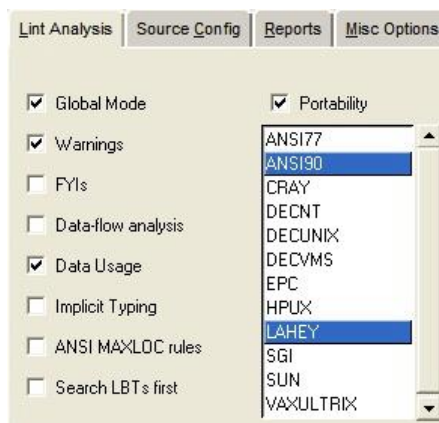 Lint Analysis Source Config Reports Misc Options
Global Mode
Warnings
FYIs
Data-flow analysis
Data Usage
Implicit Typing
ANSI MAXLOC rules
Search LBTs first
Portability
ANSI77
ANSI90
CRAY
DECNT
DECUNIX
DECVMS
EPC
HPUX
LAHEY
SGI
SUN
VAXULTRIX